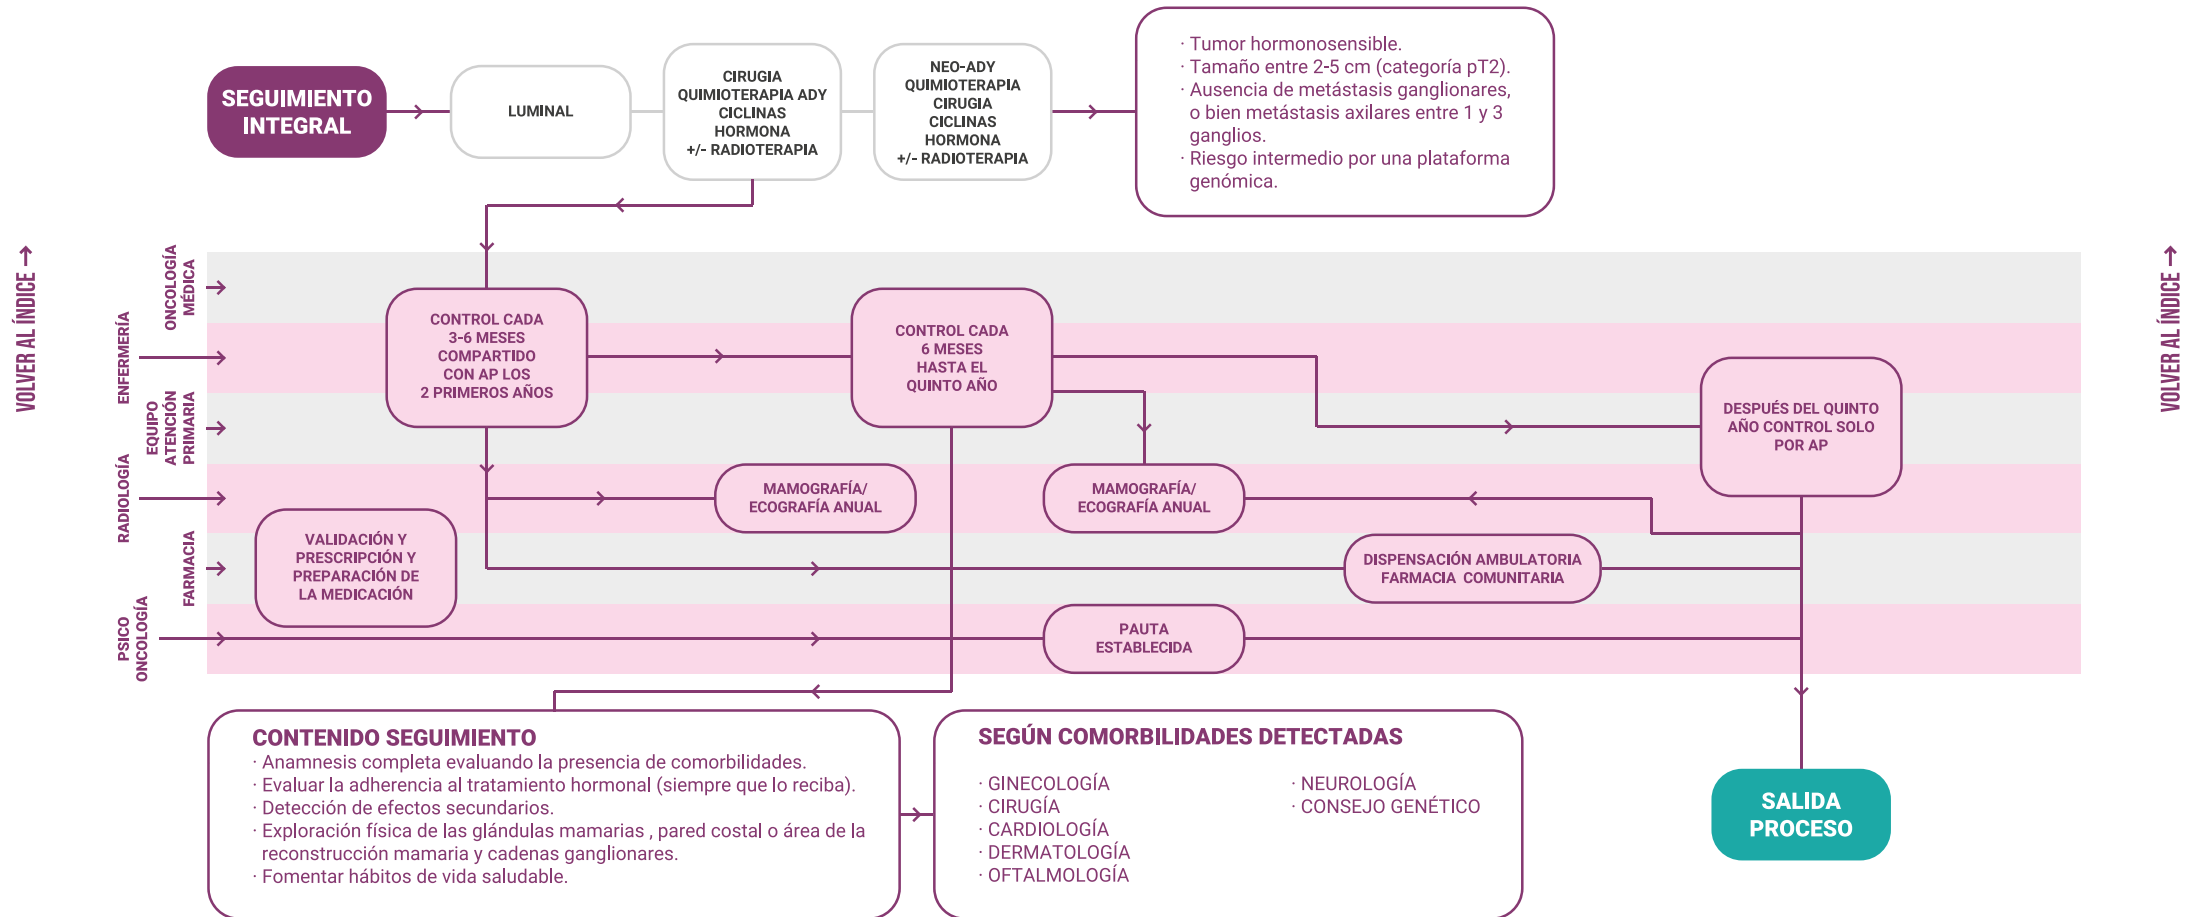 SEGUIMIENTO
INTEGRAL
LUMINAL
CIRUGIA
QUIMIOTERAPIA ADY
CICLINAS
HORMONA
+/- RADIOTERAPIA
NEO-ADY
QUIMIOTERAPIA
CIRUGIA
CICLINAS
HORMONA
+/- RADIOTERAPIA
· Tumor hormonosensible.
· Tamaño entre 2-5 cm (categoría pT2).
· Ausencia de metástasis ganglionares,
o bien metástasis axilares entre 1 y 3
ganglios.
· Riesgo intermedio por una plataforma
genómica.
VOLVER AL ÍNDICE →
VOLVER AL ÍNDICE →
ONCOLOGÍA
MÉDICA
ENFERMERÍA
EQUIPO
ATENCIÓN
PRIMARIA
RADIOLOGÍA
FARMACIA
PSICO
ONCOLOGÍA
CONTROL CADA
3-6 MESES
COMPARTIDO
CON AP LOS
2 PRIMEROS AÑOS
CONTROL CADA
6 MESES
HASTA EL
QUINTO AÑO
DESPUÉS DEL QUINTO
AÑO CONTROL SOLO
POR AP
MAMOGRAFÍA/
ECOGRAFÍA ANUAL
MAMOGRAFÍA/
ECOGRAFÍA ANUAL
VALIDACIÓN Y
PRESCRIPCIÓN Y
PREPARACIÓN DE
LA MEDICACIÓN
DISPENSACIÓN AMBULATORIA
FARMACIA COMUNITARIA
PAUTA
ESTABLECIDA
CONTENIDO SEGUIMIENTO
· Anamnesis completa evaluando la presencia de comorbilidades.
· Evaluar la adherencia al tratamiento hormonal (siempre que lo reciba).
· Detección de efectos secundarios.
· Exploración física de las glándulas mamarias , pared costal o área de la
reconstrucción mamaria y cadenas ganglionares.
· Fomentar hábitos de vida saludable.
SEGÚN COMORBILIDADES DETECTADAS
· GINECOLOGÍA
· CIRUGÍA
· CARDIOLOGÍA
· DERMATOLOGÍA
· OFTALMOLOGÍA
· NEUROLOGÍA
· CONSEJO GENÉTICO
SALIDA
PROCESO